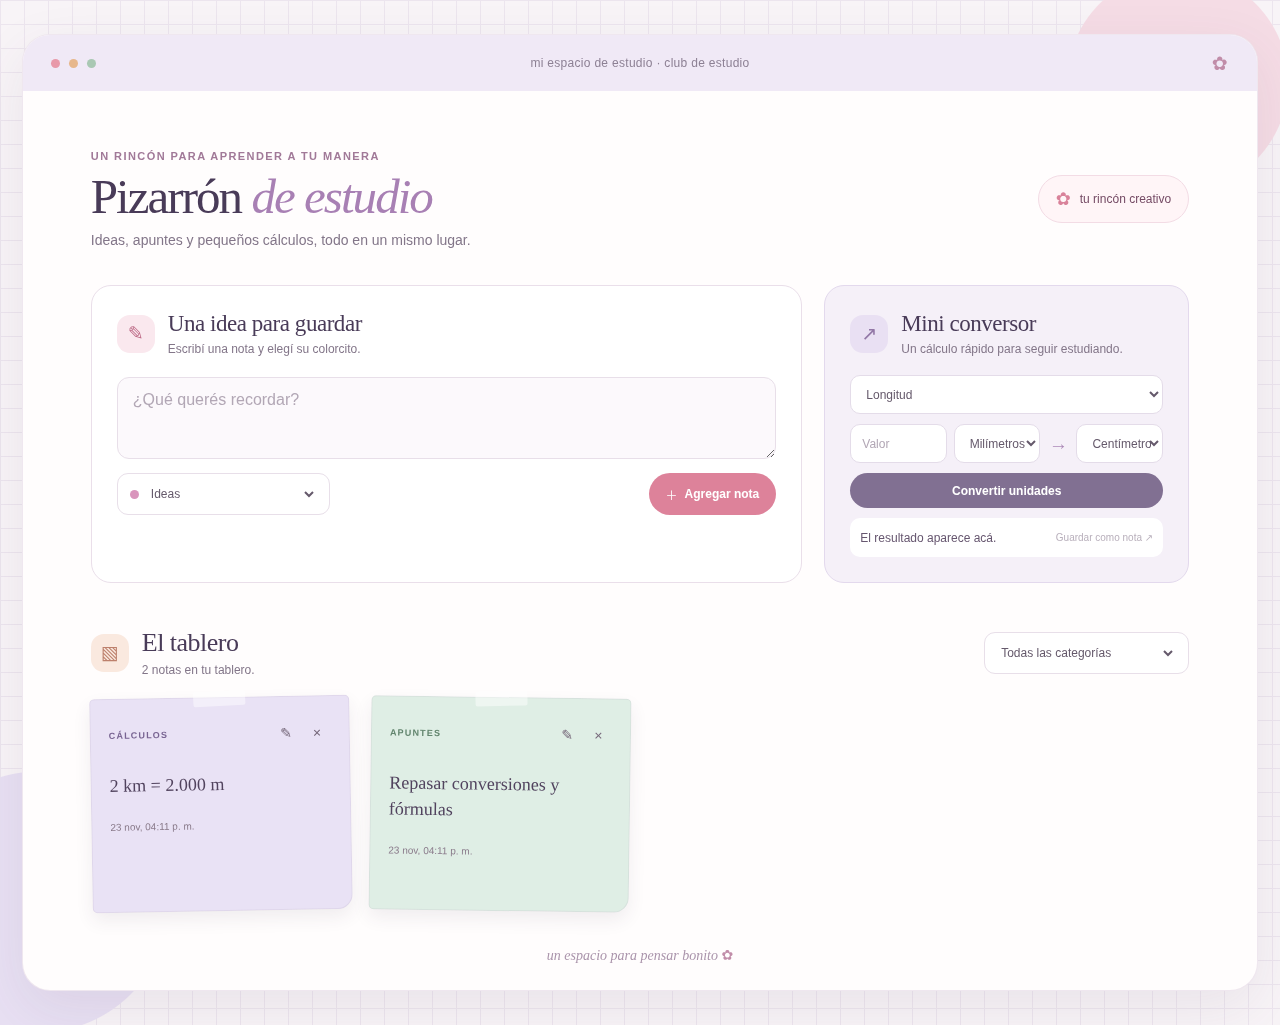 mi espacio de estudio · club de estudio
UN RINCÓN PARA APRENDER A TU MANERA
Pizarrón de estudio
Ideas, apuntes y pequeños cálculos, todo en un mismo lugar.
tu rincón creativo
Una idea para guardar
Escribí una nota y elegí su colorcito.
¿Qué querés recordar?
Ideas
+ Agregar nota
Mini conversor
Un cálculo rápido para seguir estudiando.
Longitud
Valor
Milímetros
→
Centímetro
Convertir unidades
El resultado aparece acá.
Guardar como nota ↗
El tablero
2 notas en tu tablero.
Todas las categorías
CÁLCULOS
2 km = 2.000 m
23 nov, 04:11 p. m.
APUNTES
Repasar conversiones y
fórmulas
23 nov, 04:11 p. m.
un espacio para pensar bonito ✿